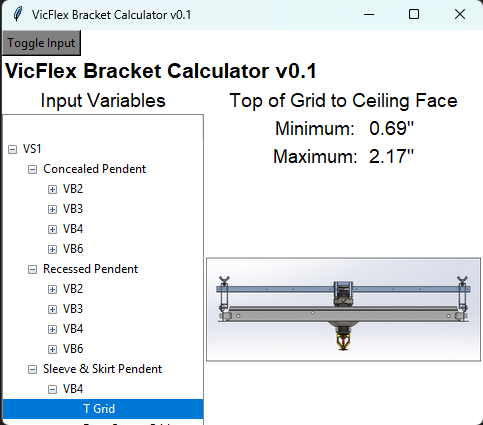 VicFlex Bracket Calculator v0.1
Toggle Input
VicFlex Bracket Calculator v0.1
Input Variables
Top of Grid to Ceiling Face
Minimum: 0.69"
Maximum: 2.17"
VS1
Concealed Pendent
VB2
VB3
VB4
VB6
Recessed Pendent
VB2
VB3
VB4
VB6
Sleeve & Skirt Pendent
VB4
T Grid